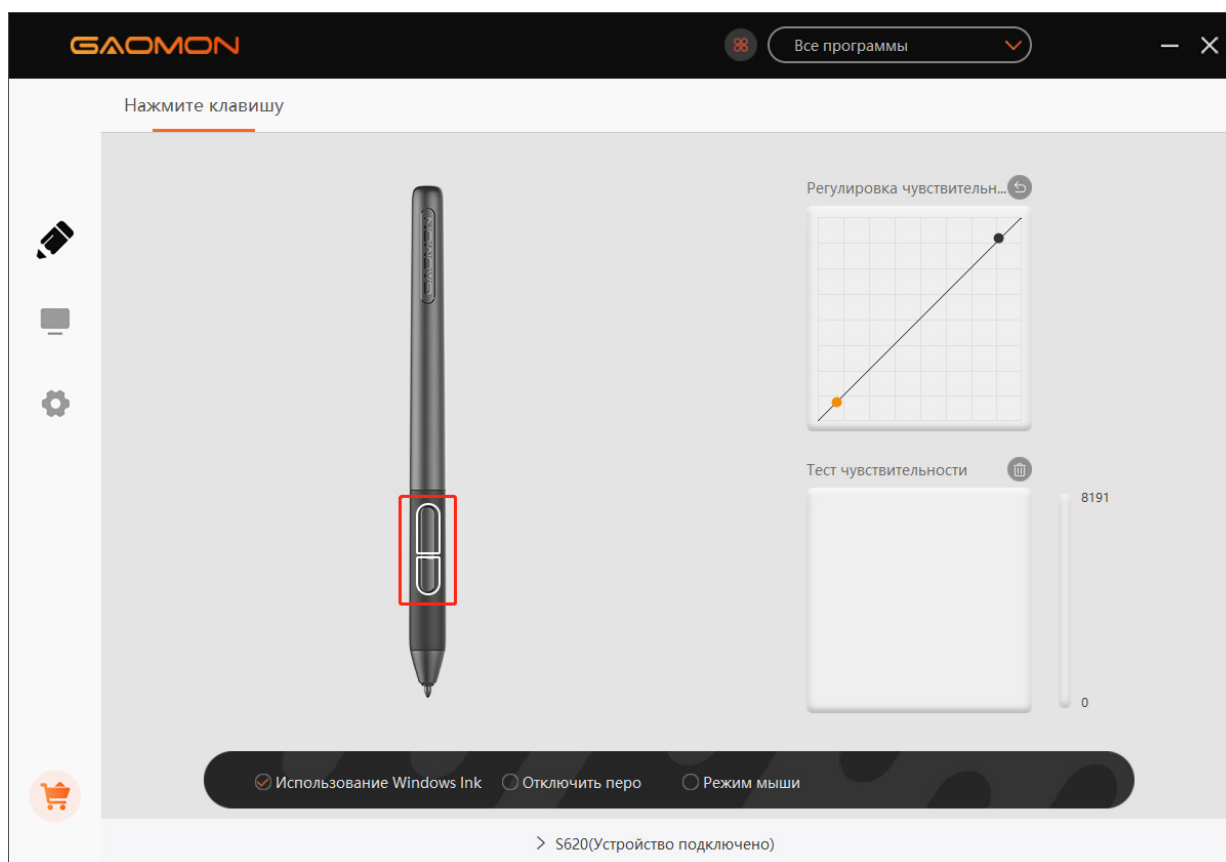 GAOMON
Все программы
Нажмите клавишу
GAOMON
Регулировка чувствительн...
Тест чувствительности
8191
0
Использование Windows Ink
Отключить перо
Режим мыши
S620(Устройство подключено)